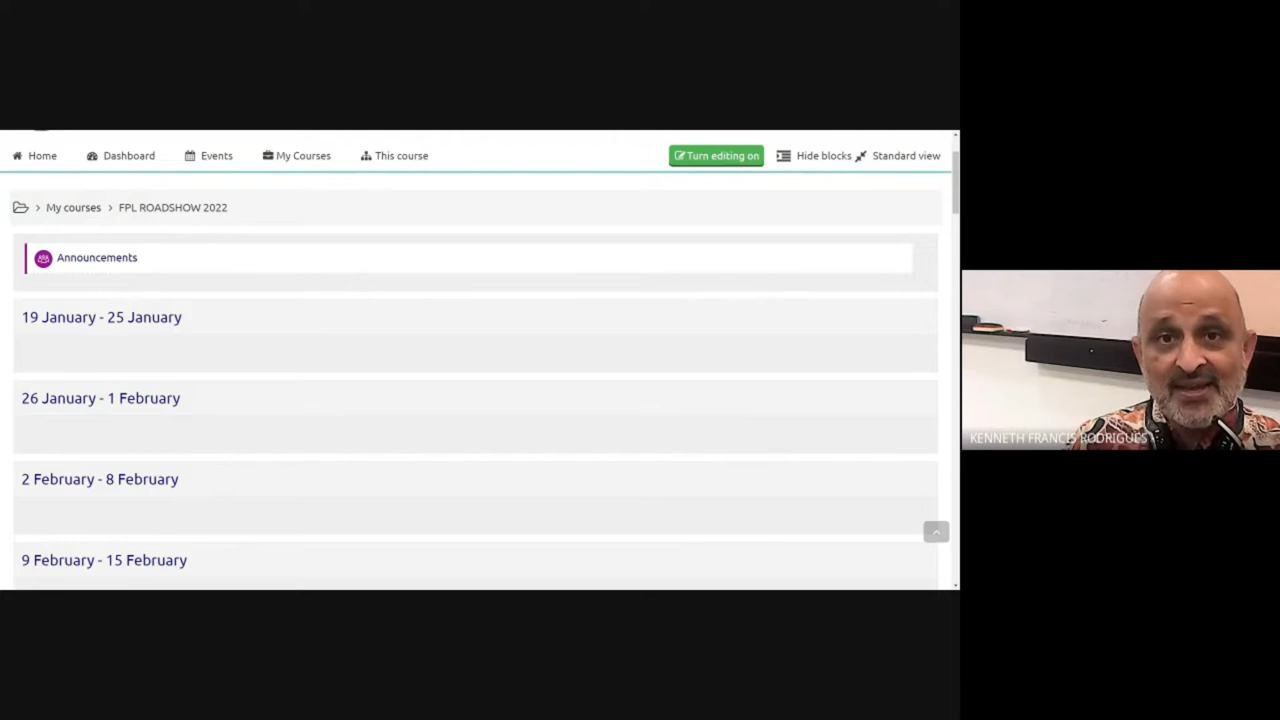 Home Dashboard Events My Courses This course Turn editing on Hide blocks Standard view
> My courses > FPL ROADSHOW 2022
Announcements
19 January - 25 January
26 January - 1 February
2 February - 8 February
9 February - 15 February
KENNETH FRANCIS RODRIGUES